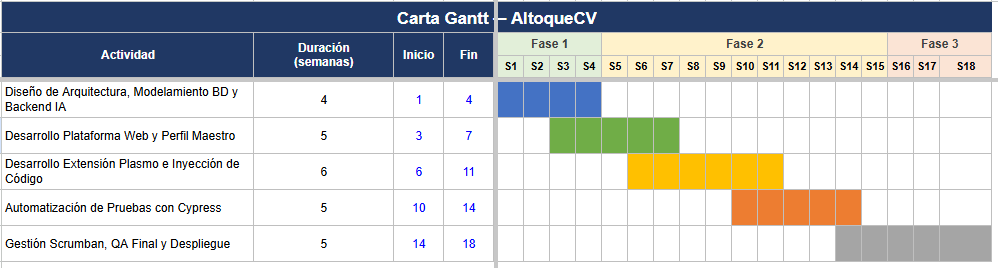 Carta Gantt — AltoqueCV
Actividad Duración (semanas) Inicio Fin Fase 1 Fase 2 Fase 3
S1 S2 S3 S4 S5 S6 S7 S8 S9 S10 S11 S12 S13 S14 S15 S16 S17 S18
Diseño de Arquitectura, Modelamiento BD y
Backend IA
4 1 4
Desarrollo Plataforma Web y Perfil Maestro 5 3 7
Desarrollo Extensión Plasmo e Inyección de
Código
6 6 11
Automatización de Pruebas con Cypress 5 10 14
Gestión Scrumban, QA Final y Despliegue 5 14 18